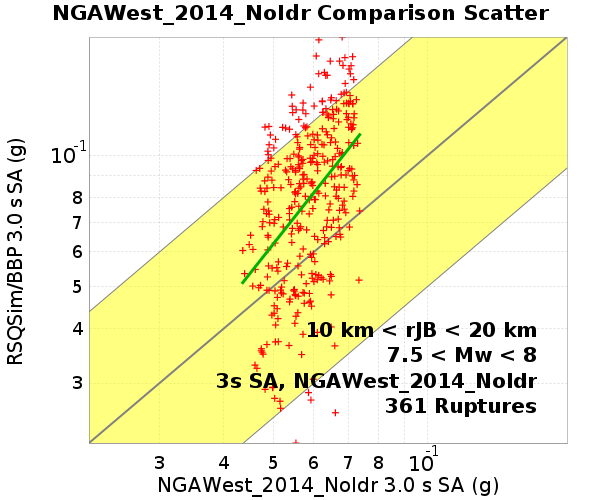 NGAWest_2014_NoIdr Comparison Scatter
RSQSim/BBP 3.0 s SA (g)
10-1
8
7
6
5
4
3
10 km < rJB < 20 km
7.5 < Mw < 8
3s SA, NGAWest_2014_NoIdr
361 Ruptures
3 4 5 6 7 8 10-1
NGAWest_2014_NoIdr 3.0 s SA (g)